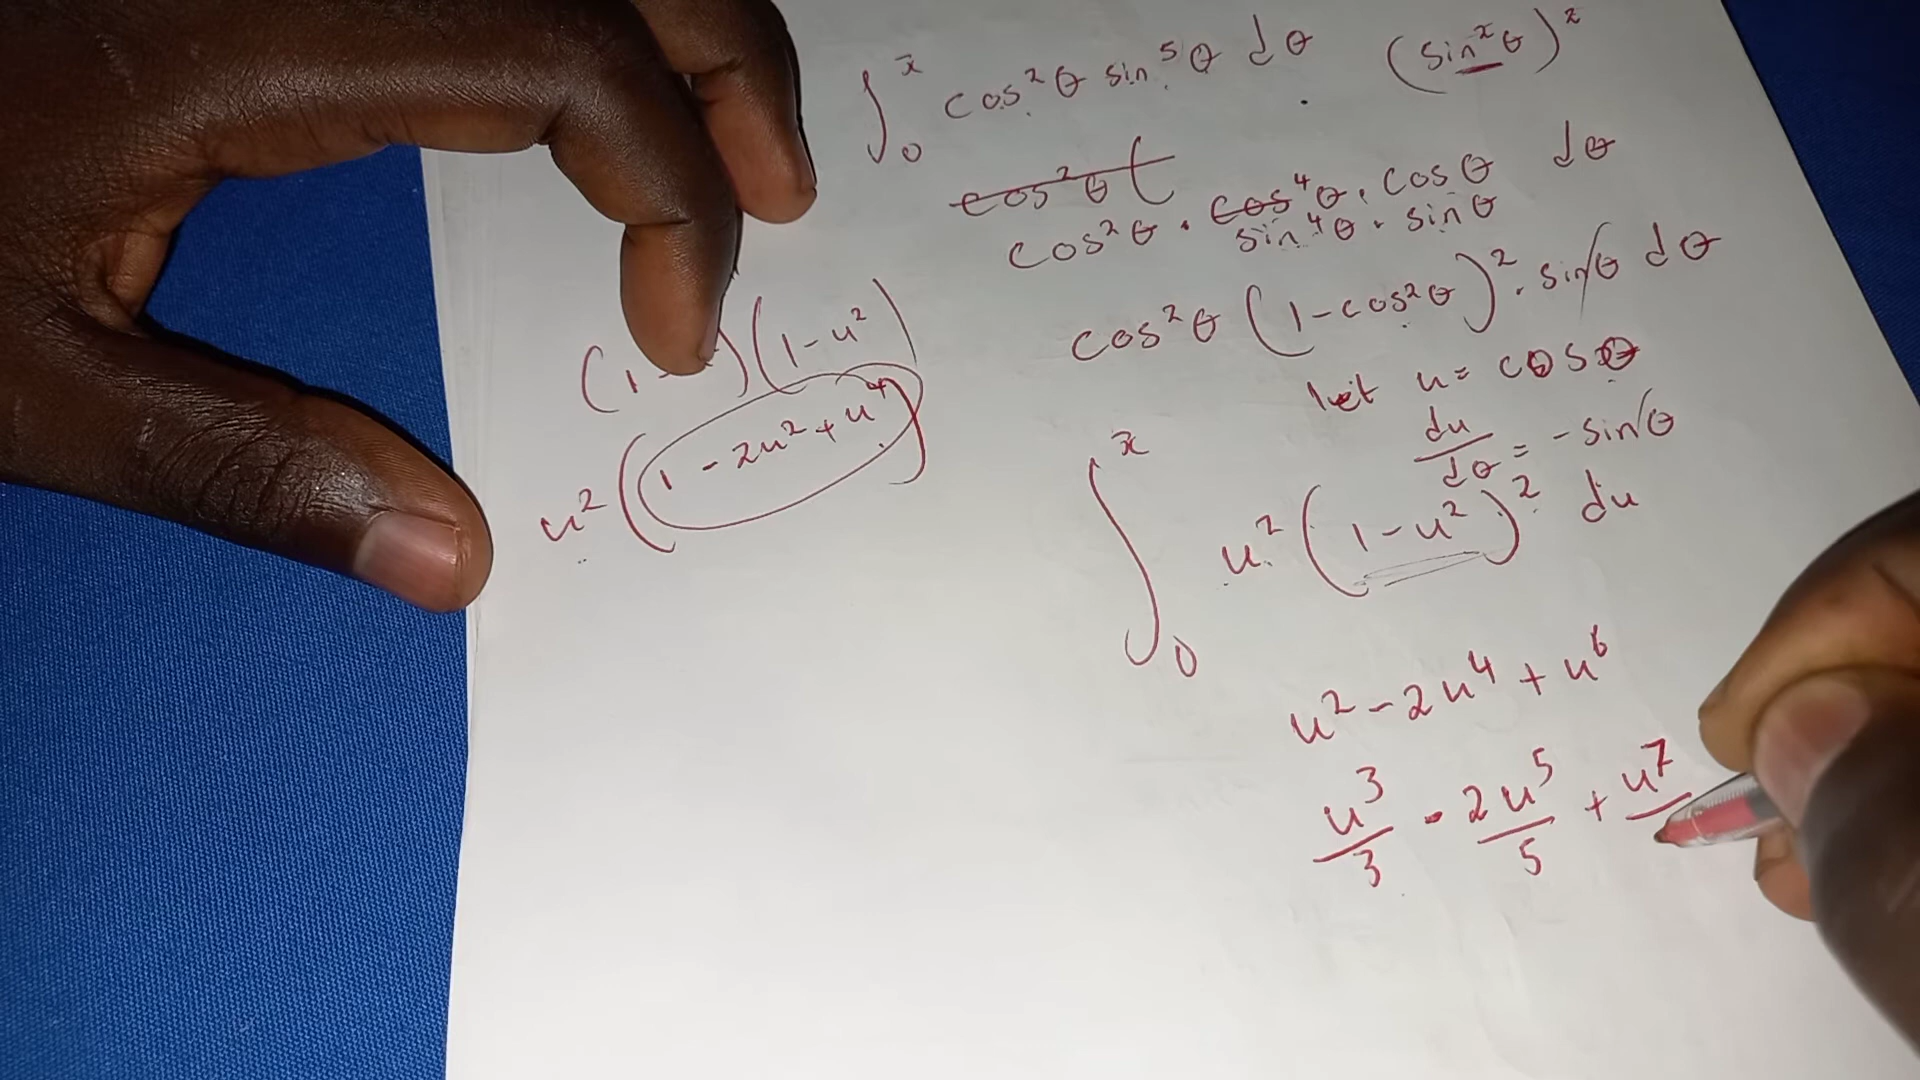 ∫₀^π cos²θ sin⁵θ dθ (sin²θ)²
cos²θ (
cos²θ · cos⁴θ · cosθ dθ
sin⁴θ · sinθ
cos²θ (1-cos²θ)² · sinθ dθ
let u = cosθ
du/dθ = -sinθ
∫₀^π u² (1-u²)² du
(1- )(1-u²)
u² (1 - 2u² + u⁴)
u² - 2u⁴ + u⁶
u³/3 - 2u⁵/5 + u⁷/